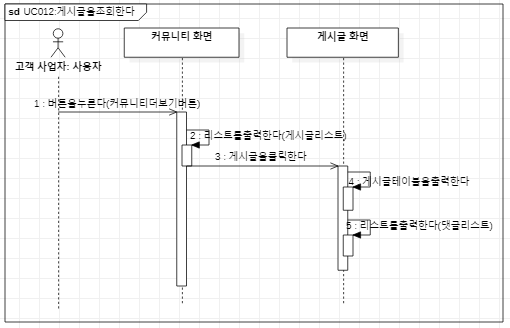 sd UC012:게시글을조회한다
커뮤니티 화면
게시글 화면
고객 사업자: 사용자
1 : 버튼을누른다(커뮤니티더보기버튼)
2 : 리스트를출력한다(게시글리스트)
3 : 게시글을클릭한다
4 : 게시글테이블을출력한다
5 : 리스트를출력한다(댓글리스트)